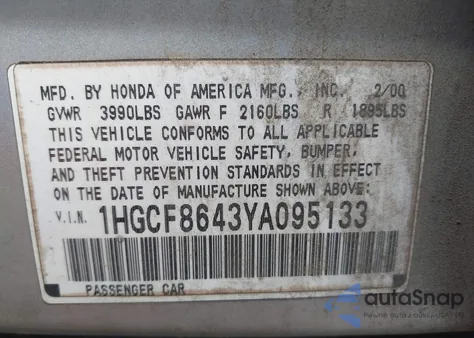 MFD. BY HONDA OF AMERICA MFG., INC. 2/00
GVWR 3990LBS GAWR F 2160LBS R 1895LBS
THIS VEHICLE CONFORMS TO ALL APPLICABLE
FEDERAL MOTOR VEHICLE SAFETY, BUMPER,
AND THEFT PREVENTION STANDARDS IN EFFECT
ON THE DATE OF MANUFACTURE SHOWN ABOVE:
V.I.N. 1HGCF8643YA095133
PASSENGER CAR
autaSnap